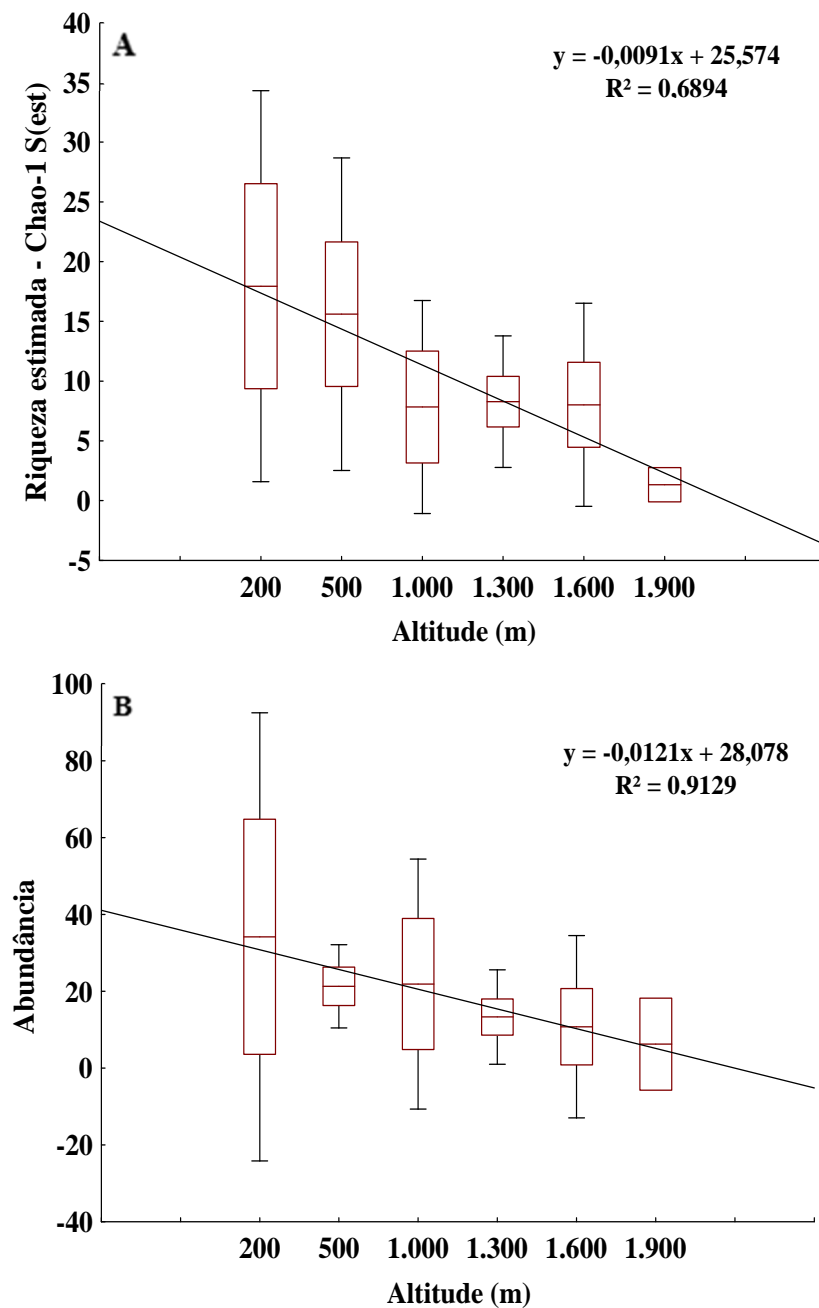 A
y = -0,0091x + 25,574
R² = 0,6894
40
35
30
25
20
15
10
5
0
-5
Riqueza estimada - Chao-1 S(est)
200 500 1.000 1.300 1.600 1.900
Altitude (m)
B
y = -0,0121x + 28,078
R² = 0,9129
100
80
60
40
20
0
-20
-40
Abundância
200 500 1.000 1.300 1.600 1.900
Altitude (m)